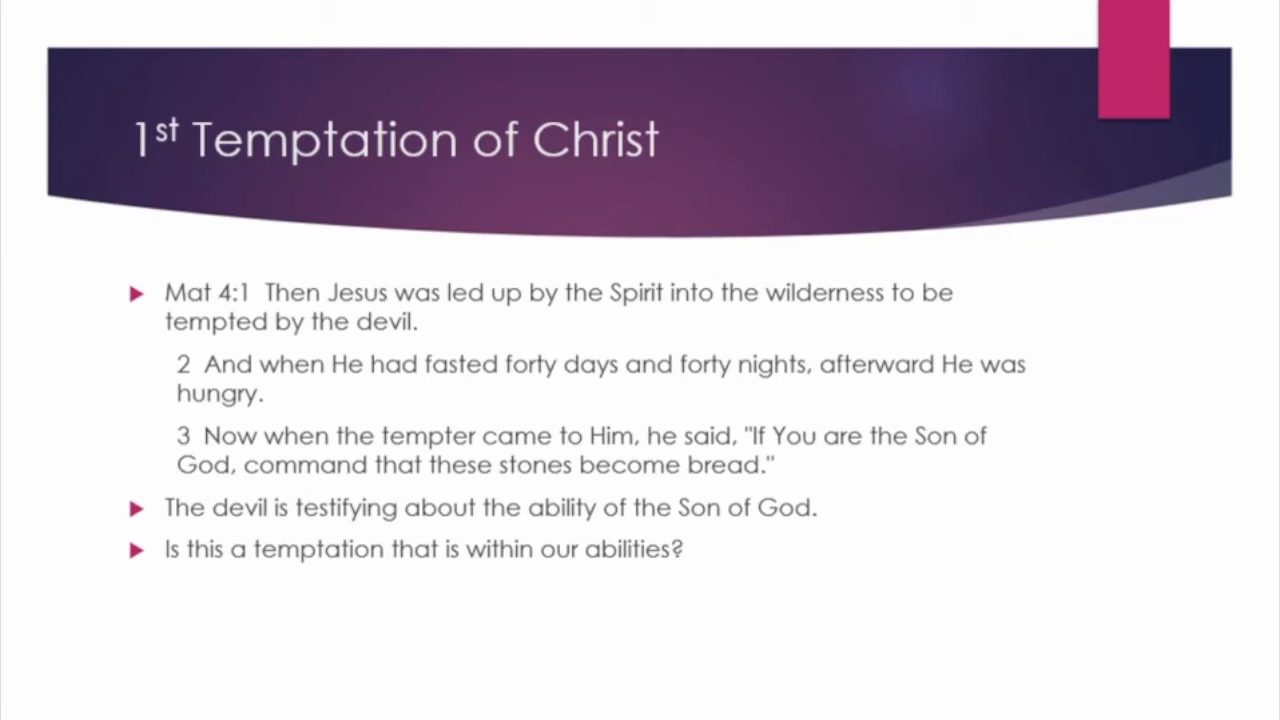 1st Temptation of Christ
Mat 4:1  Then Jesus was led up by the Spirit into the wilderness to be
tempted by the devil.
2  And when He had fasted forty days and forty nights, afterward He was
hungry.
3  Now when the tempter came to Him, he said, "If You are the Son of
God, command that these stones become bread."
The devil is testifying about the ability of the Son of God.
Is this a temptation that is within our abilities?